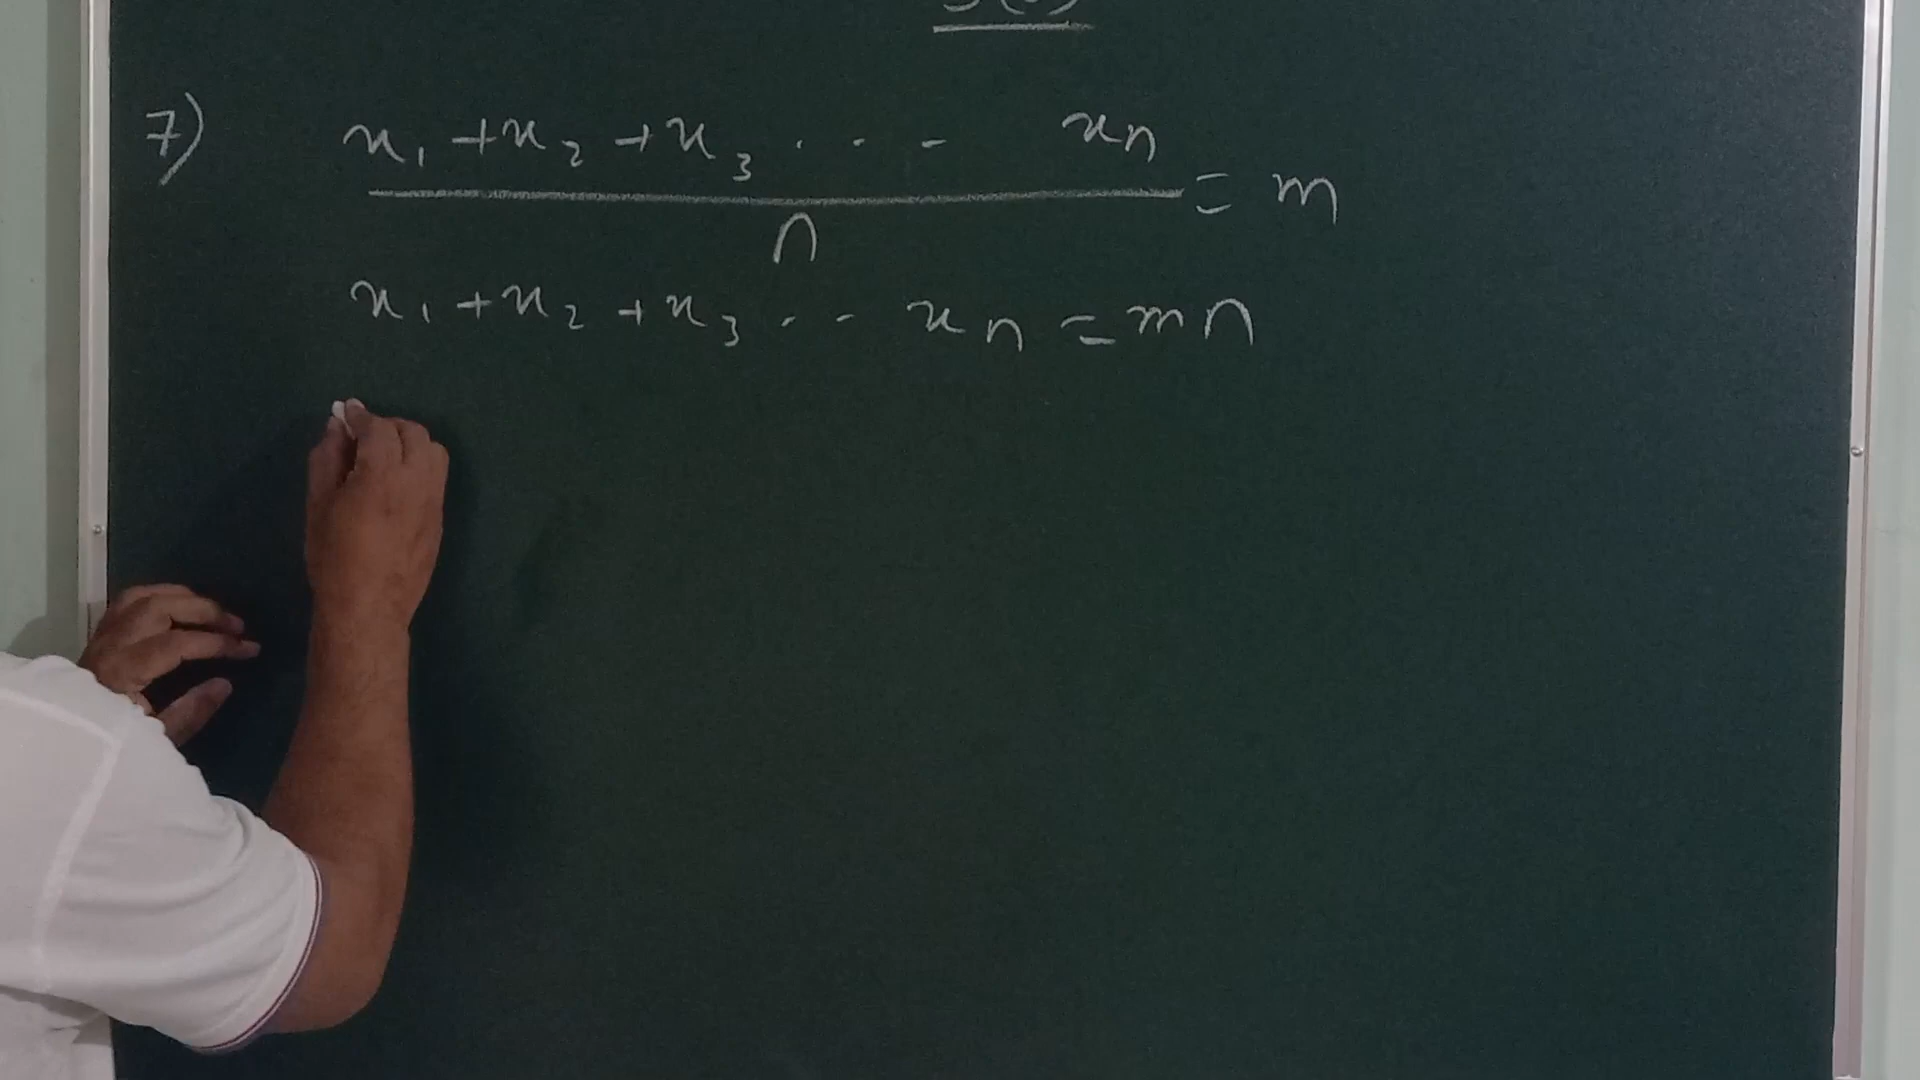 7) x₁ + x₂ + x₃ . . . - xn
n
= m
x₁ + x₂ + x₃ . . xn = mn